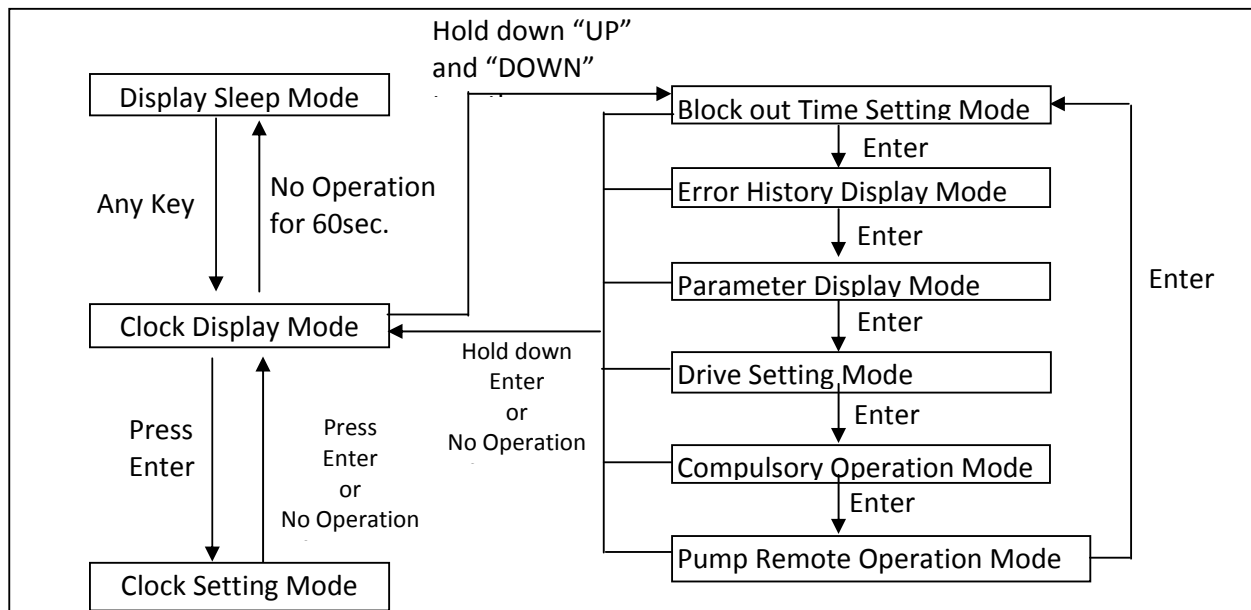 Hold down “UP”
and “DOWN”
Display Sleep Mode
Block out Time Setting Mode
Enter
No Operation
for 60sec.
Any Key
Error History Display Mode
Enter
Parameter Display Mode
Enter
Enter
Clock Display Mode
Hold down
Enter
or
No Operation
Drive Setting Mode
Enter
Press
Enter
Press
Enter
or
No Operation
Compulsory Operation Mode
Enter
Pump Remote Operation Mode
Clock Setting Mode